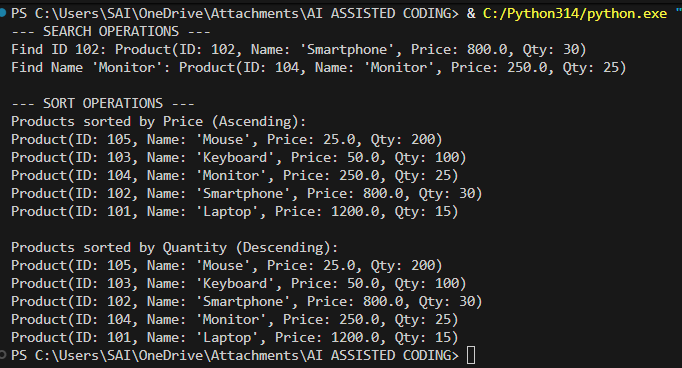 PS C:\Users\SAI\OneDrive\Attachments\AI ASSISTED CODING> & C:/Python314/python.exe "
--- SEARCH OPERATIONS ---
Find ID 102: Product(ID: 102, Name: 'Smartphone', Price: 800.0, Qty: 30)
Find Name 'Monitor': Product(ID: 104, Name: 'Monitor', Price: 250.0, Qty: 25)

--- SORT OPERATIONS ---
Products sorted by Price (Ascending):
Product(ID: 105, Name: 'Mouse', Price: 25.0, Qty: 200)
Product(ID: 103, Name: 'Keyboard', Price: 50.0, Qty: 100)
Product(ID: 104, Name: 'Monitor', Price: 250.0, Qty: 25)
Product(ID: 102, Name: 'Smartphone', Price: 800.0, Qty: 30)
Product(ID: 101, Name: 'Laptop', Price: 1200.0, Qty: 15)

Products sorted by Quantity (Descending):
Product(ID: 105, Name: 'Mouse', Price: 25.0, Qty: 200)
Product(ID: 103, Name: 'Keyboard', Price: 50.0, Qty: 100)
Product(ID: 102, Name: 'Smartphone', Price: 800.0, Qty: 30)
Product(ID: 104, Name: 'Monitor', Price: 250.0, Qty: 25)
Product(ID: 101, Name: 'Laptop', Price: 1200.0, Qty: 15)
PS C:\Users\SAI\OneDrive\Attachments\AI ASSISTED CODING>